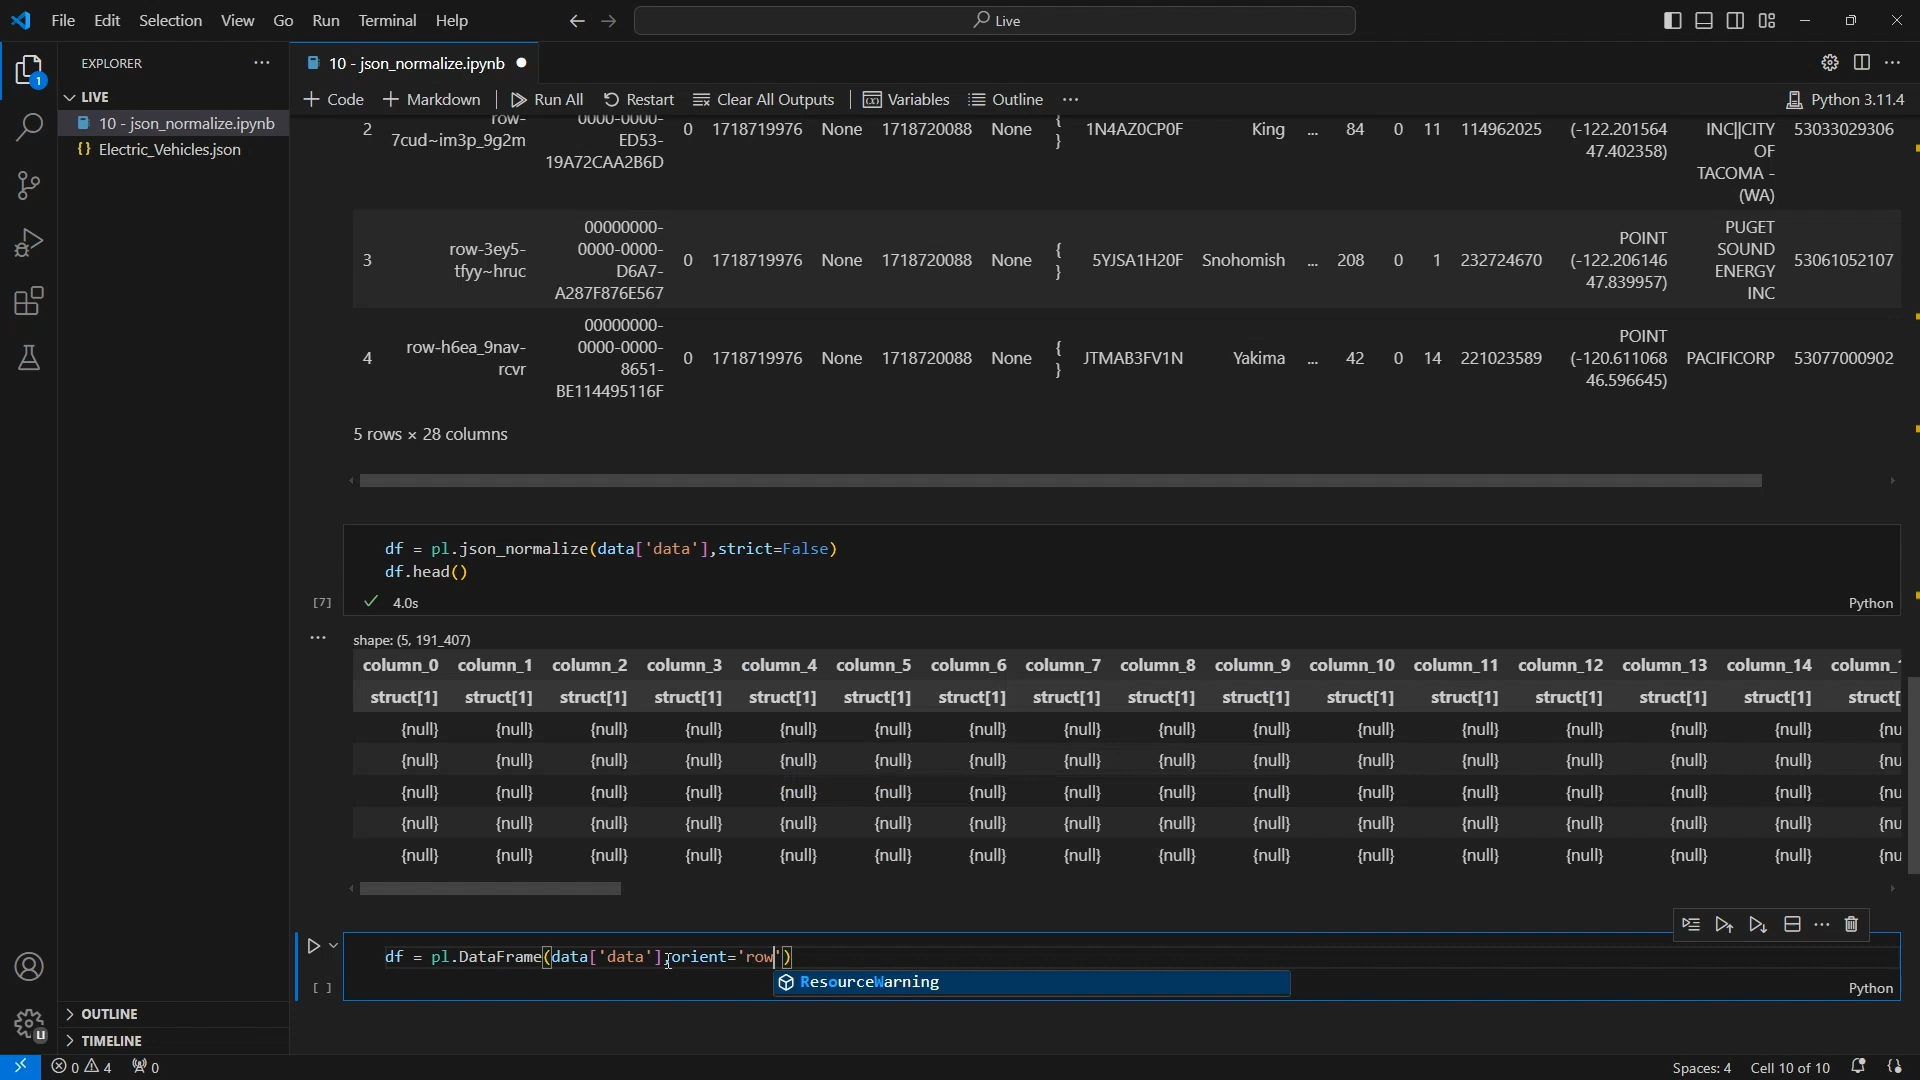 File Edit Selection View Go Run Terminal Help
Live
EXPLORER
LIVE
10 - json_normalize.ipynb
{} Electric_Vehicles.json
OUTLINE
TIMELINE
10 - json_normalize.ipynb
+ Code + Markdown Run All Restart Clear All Outputs Variables Outline ... Python 3.11.4
2 row-7cud~im3p_9g2m 00000000-0000-0000-ED53-19A72CAA2B6D 0 1718719976 None 1718720088 None { } 1N4AZ0CP0F King ... 84 0 11 114962025 (-122.201564 47.402358) INC||CITY OF TACOMA - (WA) 53033029306
3 row-3ey5-tfyy~hruc 00000000-0000-0000-D6A7-A287F876E567 0 1718719976 None 1718720088 None { } 5YJSA1H20F Snohomish ... 208 0 1 232724670 POINT (-122.206146 47.839957) PUGET SOUND ENERGY INC 53061052107
4 row-h6ea_9nav-rcvr 00000000-0000-0000-8651-BE114495116F 0 1718719976 None 1718720088 None { } JTMAB3FV1N Yakima ... 42 0 14 221023589 POINT (-120.611068 46.596645) PACIFICORP 53077000902
5 rows × 28 columns
df = pl.json_normalize(data['data'],strict=False)
df.head()
[7] 4.0s Python
shape: (5, 191_407)
column_0 column_1 column_2 column_3 column_4 column_5 column_6 column_7 column_8 column_9 column_10 column_11 column_12 column_13 column_14 column_1
struct[1] struct[1] struct[1] struct[1] struct[1] struct[1] struct[1] struct[1] struct[1] struct[1] struct[1] struct[1] struct[1] struct[1] struct[1] struct[
{null} {null} {null} {null} {null} {null} {null} {null} {null} {null} {null} {null} {null} {null} {null} {nu
{null} {null} {null} {null} {null} {null} {null} {null} {null} {null} {null} {null} {null} {null} {null} {nu
{null} {null} {null} {null} {null} {null} {null} {null} {null} {null} {null} {null} {null} {null} {null} {nu
{null} {null} {null} {null} {null} {null} {null} {null} {null} {null} {null} {null} {null} {null} {null} {nu
{null} {null} {null} {null} {null} {null} {null} {null} {null} {null} {null} {null} {null} {null} {null} {nu
df = pl.DataFrame(data['data'],orient='row')
ResourceWarning
[ ] Python
0 4 0 Spaces: 4 Cell 10 of 10